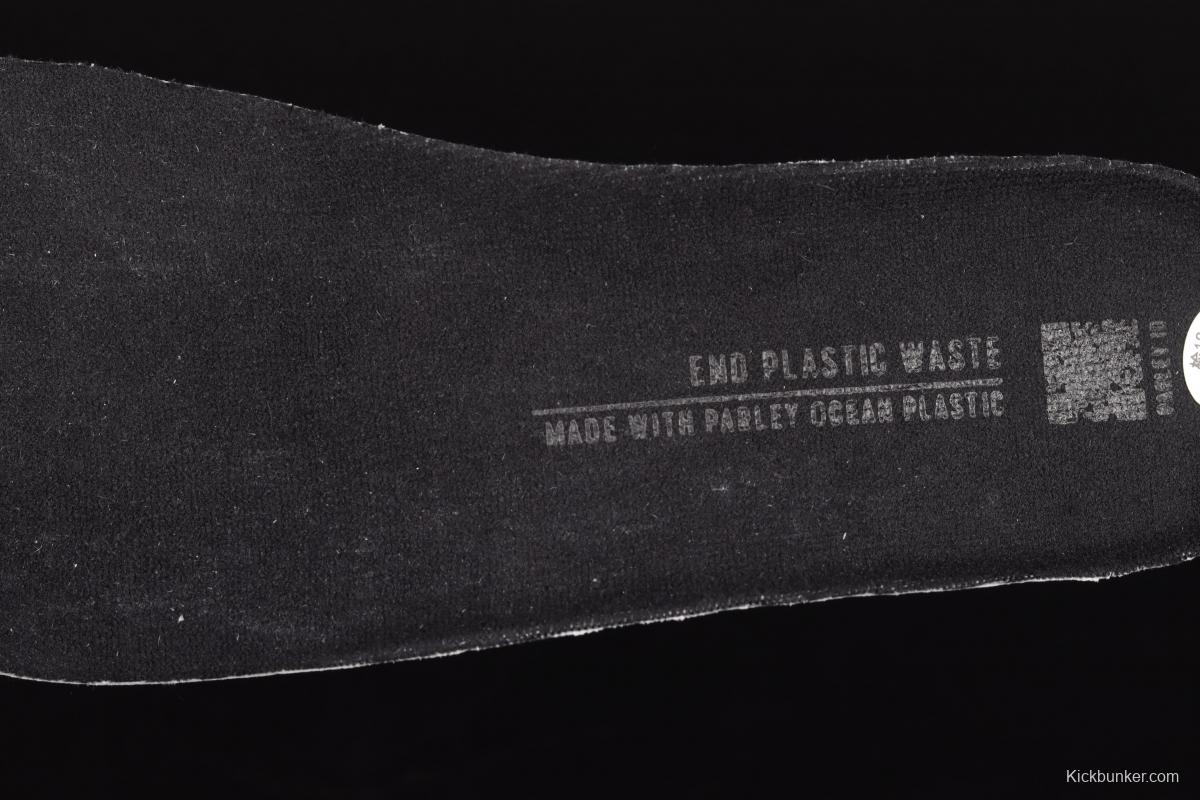 END PLASTIC WASTE
MADE WITH PARLEY OCEAN PLASTIC
Kickbunker.com